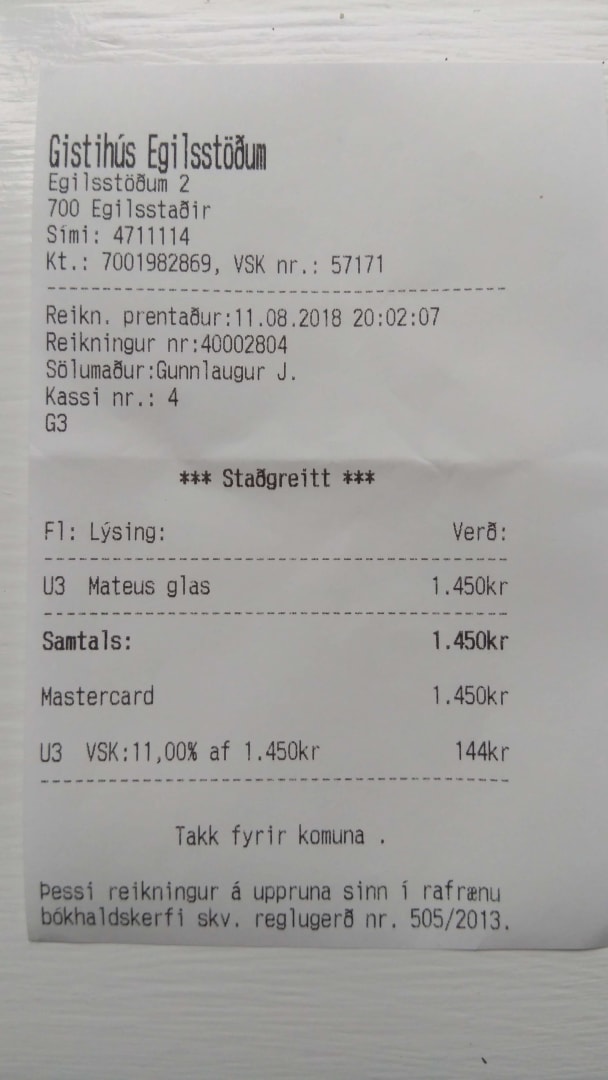 Gistihús Egilsstöðum
Egilsstöðum 2
700 Egilsstaðir
Sími: 4711114
Kt.: 7001982869, VSK nr.: 57171
Reikn. prentaður:11.08.2018 20:02:07
Reikningur nr:40002804
Sölumaður:Gunnlaugur J.
Kassi nr.: 4
G3
*** Staðgreitt ***
Fl: Lýsing: Verð:
U3 Mateus glas 1.450kr
Samtals: 1.450kr
Mastercard 1.450kr
U3 VSK:11,00% af 1.450kr 144kr
Takk fyrir komuna .
Þessi reikningur á uppruna sinn í rafrænu
bókhaldskerfi skv. reglugerð nr. 505/2013.